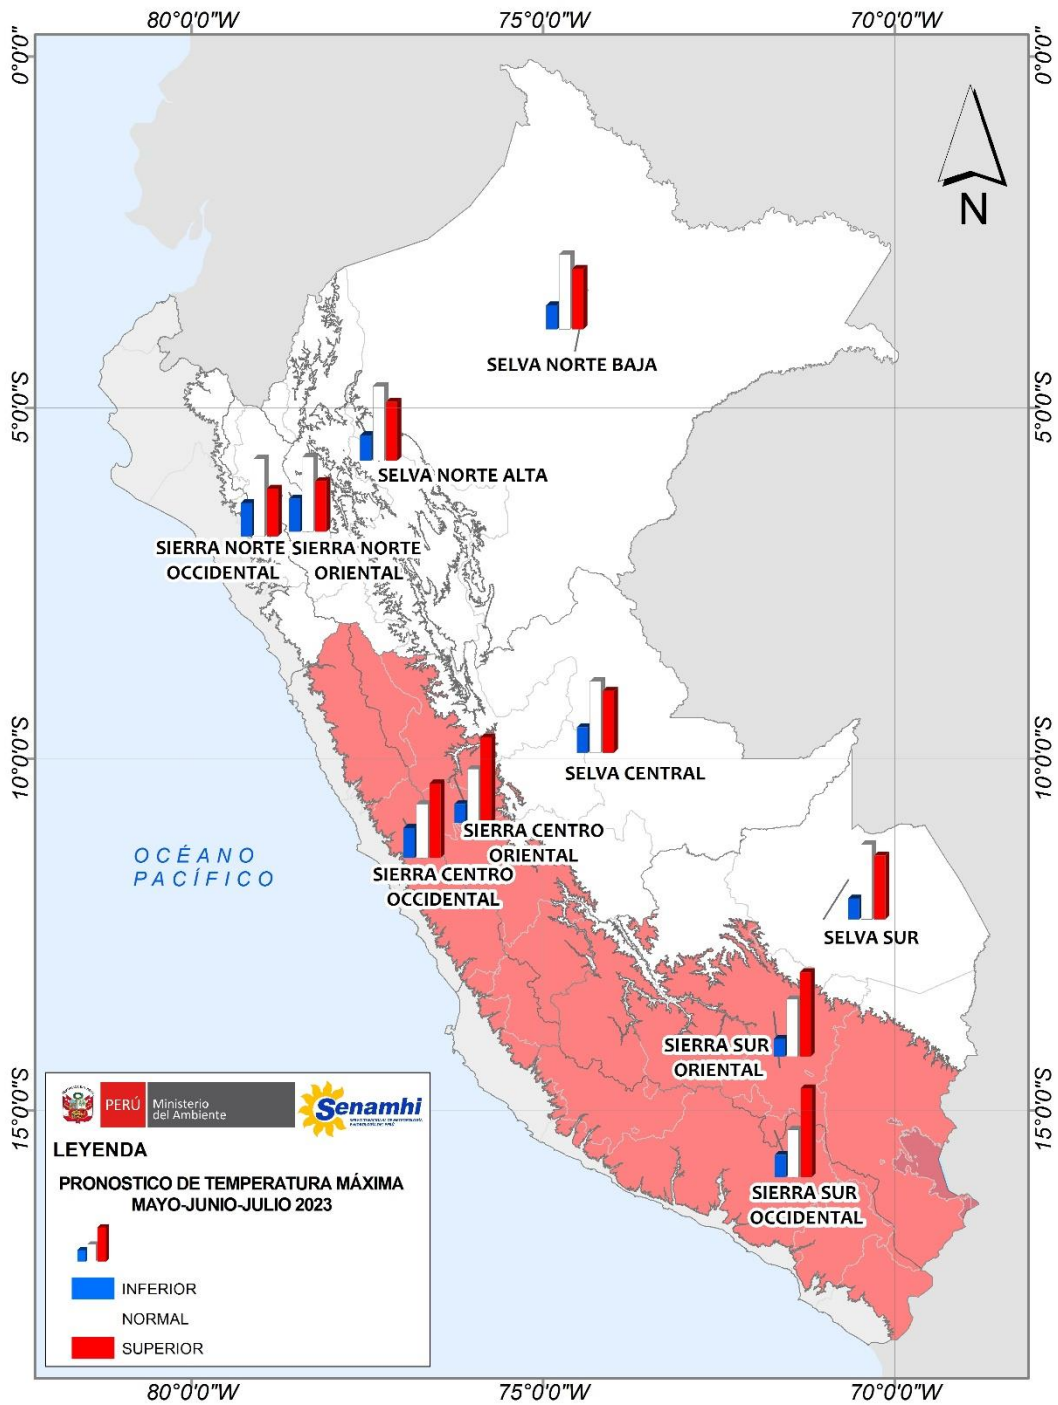 80°0'0"W 75°0'0"W 70°0'0"W
0°0'0" 0°0'0"
N
SELVA NORTE BAJA
5°0'0"S 5°0'0"S
SELVA NORTE ALTA
SIERRA NORTE
OCCIDENTAL
SIERRA NORTE
ORIENTAL
10°0'0"S 10°0'0"S
SELVA CENTRAL
SIERRA CENTRO
ORIENTAL
OCÉANO
PACÍFICO
SIERRA CENTRO
OCCIDENTAL
SELVA SUR
SIERRA SUR
ORIENTAL
15°0'0"S 15°0'0"S
SIERRA SUR
OCCIDENTAL
PERÚ
Ministerio
del Ambiente
Senamhi
LEYENDA
PRONOSTICO DE TEMPERATURA MÁXIMA
MAYO-JUNIO-JULIO 2023
INFERIOR
NORMAL
SUPERIOR
80°0'0"W 75°0'0"W 70°0'0"W